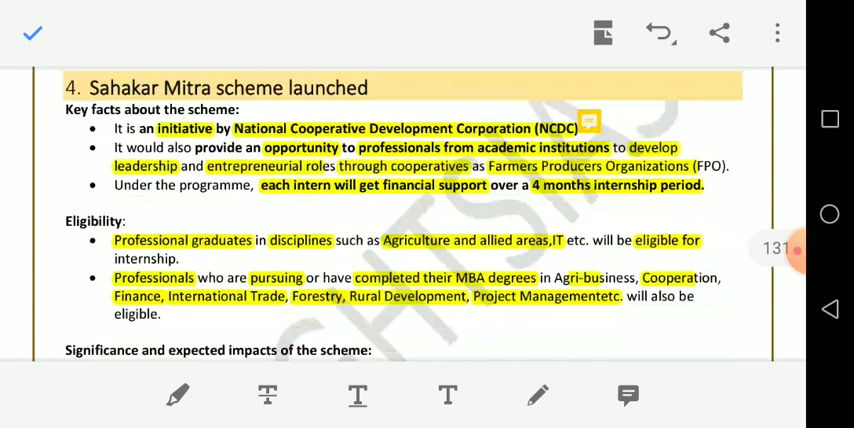 4. Sahakar Mitra scheme launched
Key facts about the scheme:
• It is an initiative by National Cooperative Development Corporation (NCDC)
• It would also provide an opportunity to professionals from academic institutions to develop
leadership and entrepreneurial roles through cooperatives as Farmers Producers Organizations (FPO).
• Under the programme, each intern will get financial support over a 4 months internship period.
Eligibility:
• Professional graduates in disciplines such as Agriculture and allied areas,IT etc. will be eligible for
internship.
131
• Professionals who are pursuing or have completed their MBA degrees in Agri-business, Cooperation,
Finance, International Trade, Forestry, Rural Development, Project Managementetc. will also be
eligible.
Significance and expected impacts of the scheme: